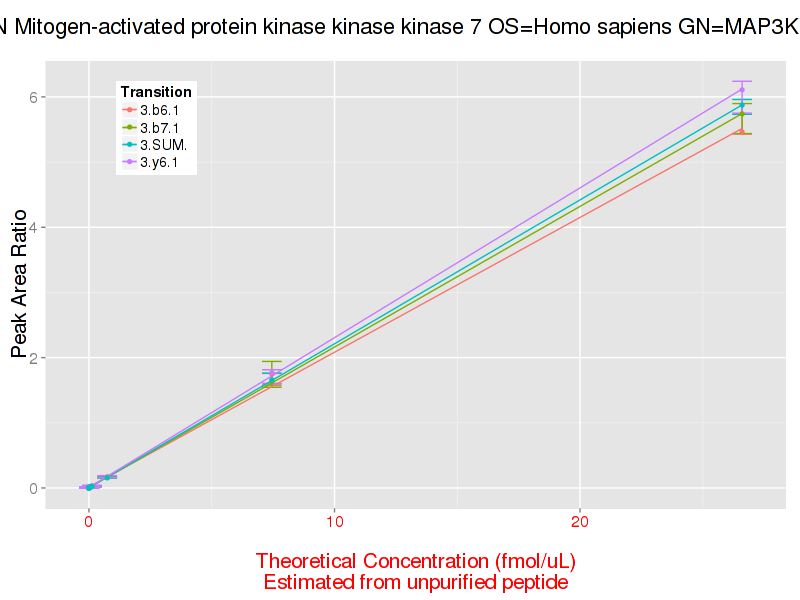 Mitogen-activated protein kinase kinase kinase 7 OS=Homo sapiens GN=MAP3K
Transition
3.b6.1
3.b7.1
3.SUM.
3.y6.1
Peak Area Ratio
6
4
2
0
0
10
20
Theoretical Concentration (fmol/uL)
Estimated from unpurified peptide